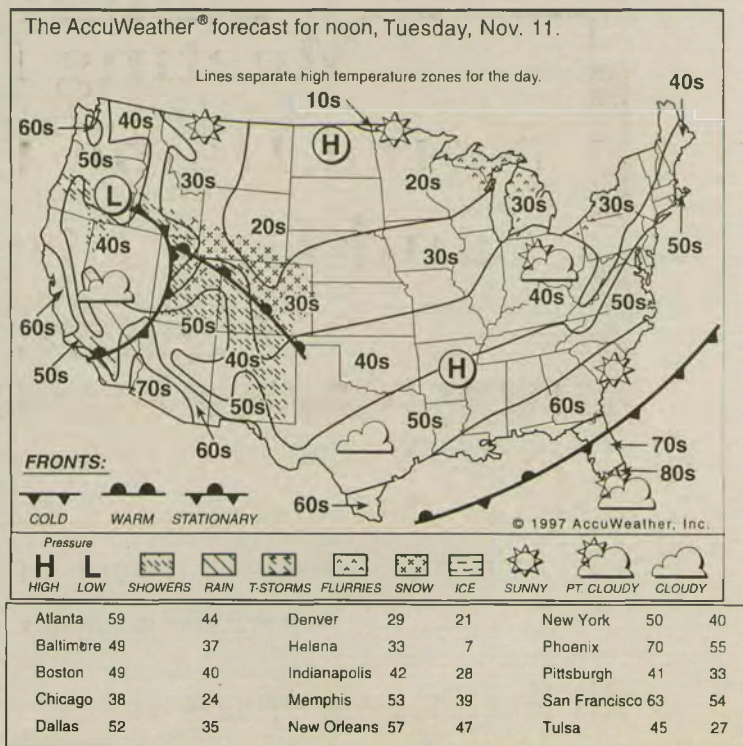 The AccuWeather® forecast for noon, Tuesday, Nov. 11.
Lines separate high temperature zones for the day.
10s
40s
60s
40s
H
50s
30s
20s
30s
30s
L
50s
20s
40s
30s
40s
30s
50s
60s
50s
40s
40s
H
50s
70s
50s
50s
60s
60s
70s
80s
60s
FRONTS:
COLD WARM STATIONARY
© 1997 AccuWeather, Inc.
Pressure
H L
HIGH LOW SHOWERS RAIN T-STORMS FLURRIES SNOW ICE SUNNY PT. CLOUDY CLOUDY
Atlanta 59 44 Denver 29 21 New York 50 40
Baltimore 49 37 Helena 33 7 Phoenix 70 55
Boston 49 40 Indianapolis 42 28 Pittsburgh 41 33
Chicago 38 24 Memphis 53 39 San Francisco 63 54
Dallas 52 35 New Orleans 57 47 Tulsa 45 27